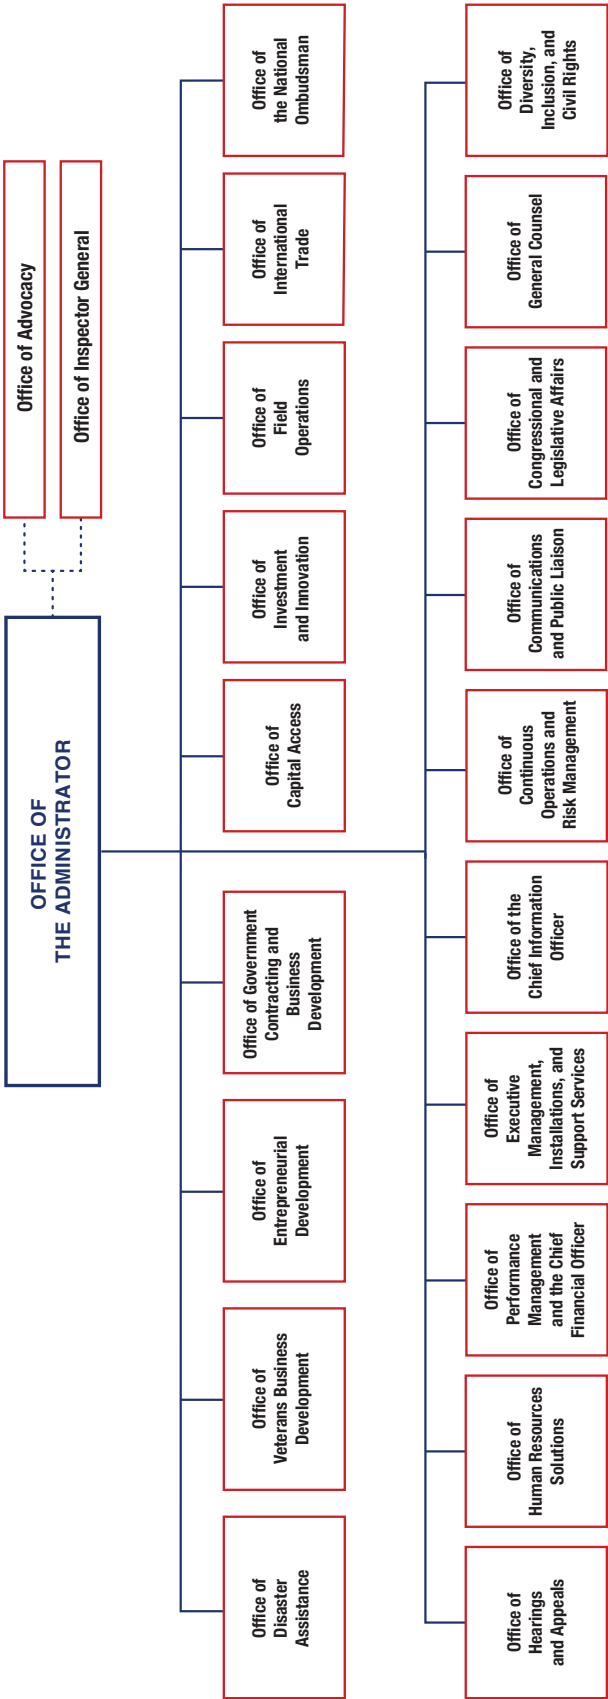 OFFICE OF
THE ADMINISTRATOR
Office of Advocacy
Office of Inspector General
Office of
Disaster
Assistance
Office of
Veterans Business
Development
Office of
Entrepreneurial
Development
Office of Government
Contracting and
Business
Development
Office of
Capital Access
Office of
Investment
and Innovation
Office of
Field
Operations
Office of
International
Trade
Office of
the National
Ombudsman
Office of
Hearings
and Appeals
Office of
Human Resources
Solutions
Office of
Performance
Management
and the Chief
Financial Officer
Office of
Executive
Management,
Installations, and
Support Services
Office of the
Chief Information
Officer
Office of
Continuous
Operations and
Risk Management
Office of
Communications
and Public Liaison
Office of
Congressional and
Legislative Affairs
Office of
General Counsel
Office of
Diversity,
Inclusion, and
Civil Rights